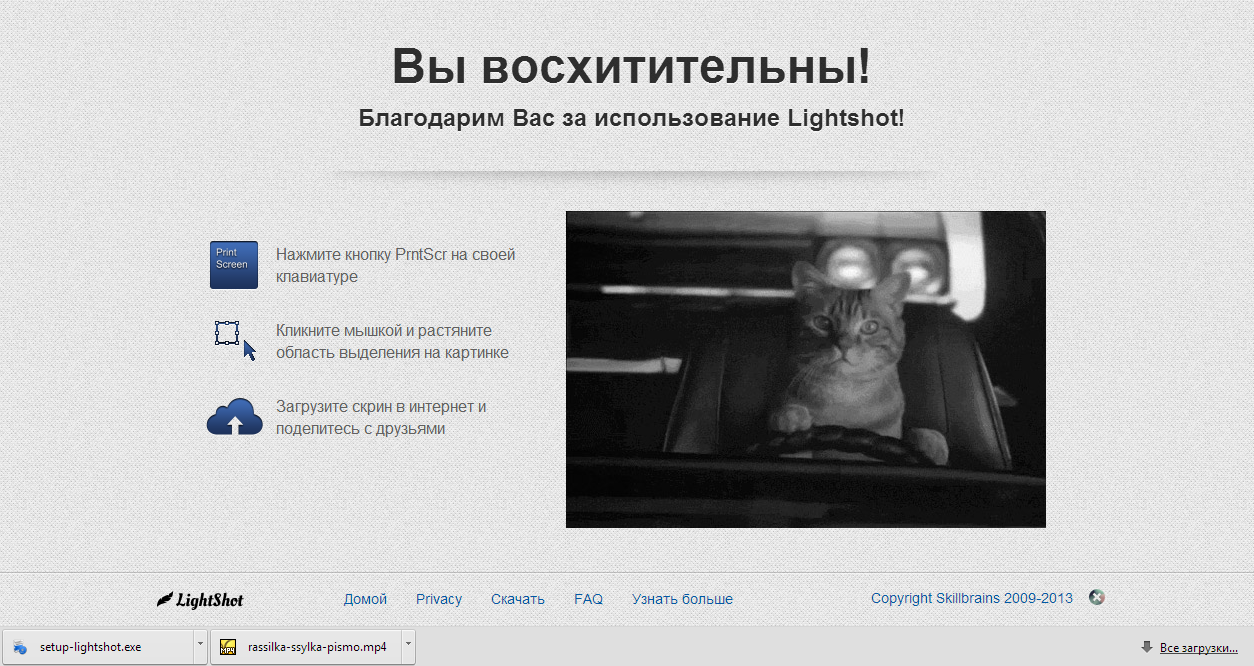 Вы восхитительны!
Благодарим Вас за использование Lightshot!
Print
Screen
Нажмите кнопку PrntScr на своей
клавиатуре
Кликните мышкой и растяните
область выделения на картинке
Загрузите скрин в интернет и
поделитесь с друзьями
LightShot
Домой Privacy Скачать FAQ Узнать больше Copyright Skillbrains 2009-2013
setup-lightshot.exe MP4 rassilka-ssylka-pismo.mp4 Все загрузки...